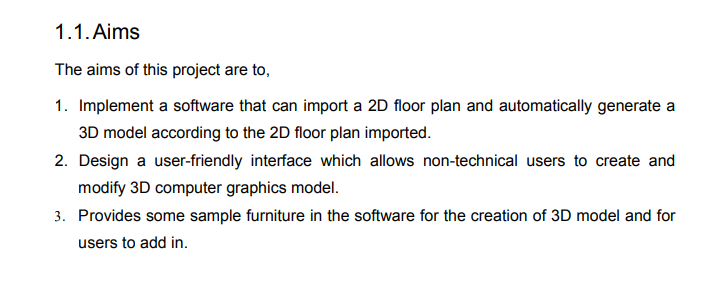 1.1. Aims
The aims of this project are to,
1. Implement a software that can import a 2D floor plan and automatically generate a
3D model according to the 2D floor plan imported.
2. Design a user-friendly interface which allows non-technical users to create and
modify 3D computer graphics model.
3. Provides some sample furniture in the software for the creation of 3D model and for
users to add in.